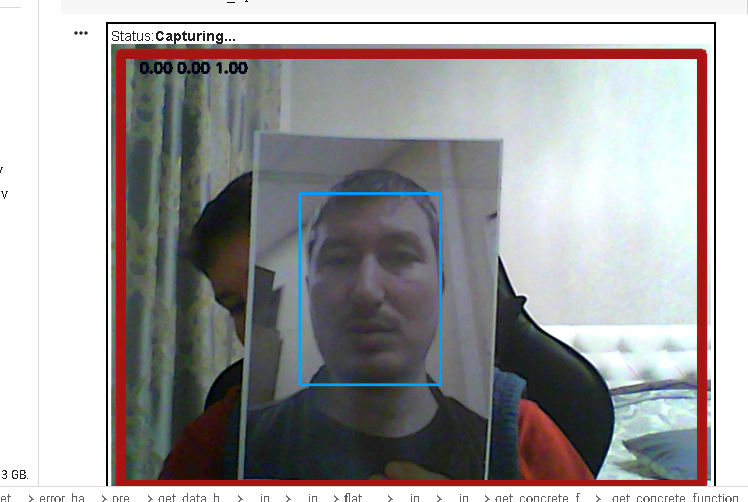 Status:Capturing...
0.00 0.00 1.00
v
v
3 GB.
et > error_ha > pre > get_data_h > in > in > flat > in > in > get_concrete_f > get_concrete_function